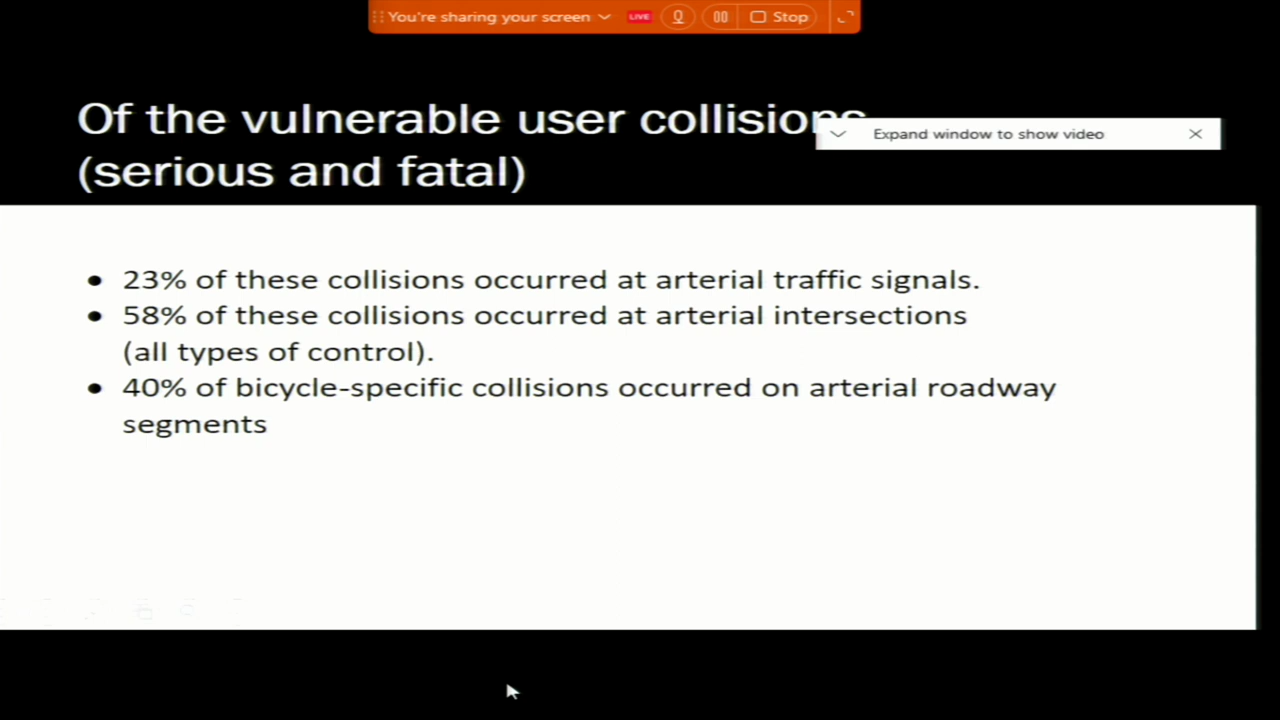 You're sharing your screen
LIVE
Stop
Of the vulnerable user collisions
Expand window to show video
(serious and fatal)
• 23% of these collisions occurred at arterial traffic signals.
• 58% of these collisions occurred at arterial intersections
(all types of control).
• 40% of bicycle-specific collisions occurred on arterial roadway
segments